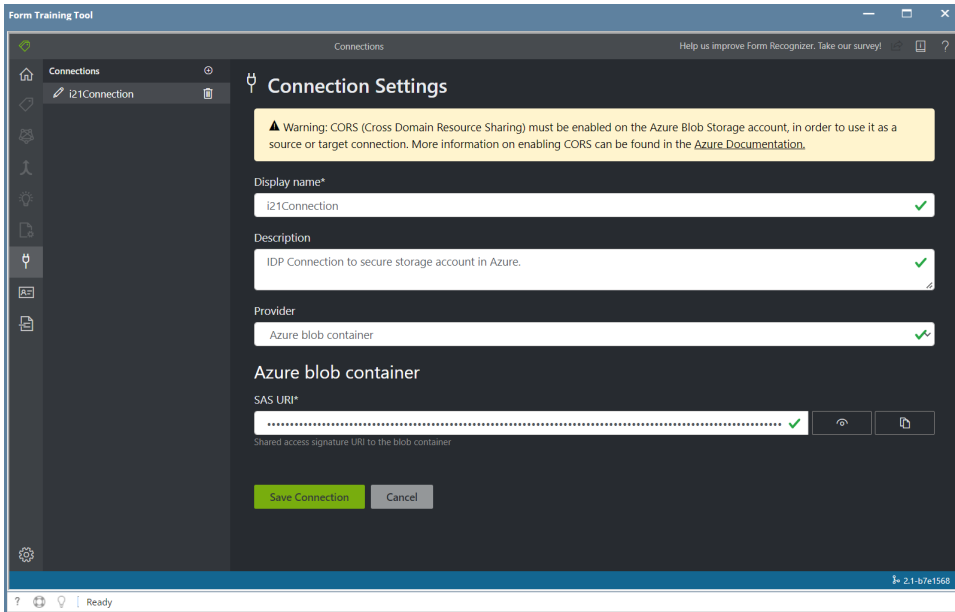 Form Training Tool
Connections
Help us improve Form Recognizer. Take our survey!
Connections
i21Connection
Connection Settings
Warning: CORS (Cross Domain Resource Sharing) must be enabled on the Azure Blob Storage account, in order to use it as a
source or target connection. More information on enabling CORS can be found in the Azure Documentation.
Display name*
i21Connection
Description
IDP Connection to secure storage account in Azure.
Provider
Azure blob container
Azure blob container
SAS URI*
Shared access signature URI to the blob container
Save Connection
Cancel
2.1-b7e1568
Ready